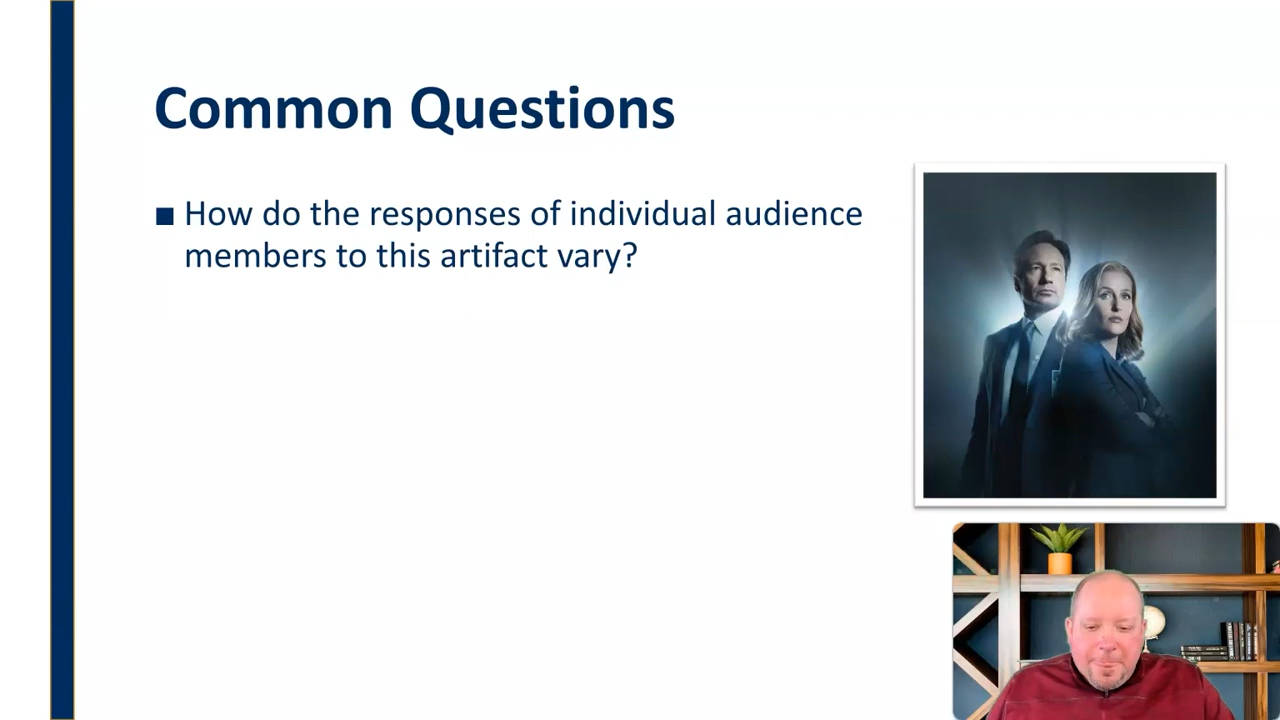 Common Questions
■ How do the responses of individual audience
members to this artifact vary?